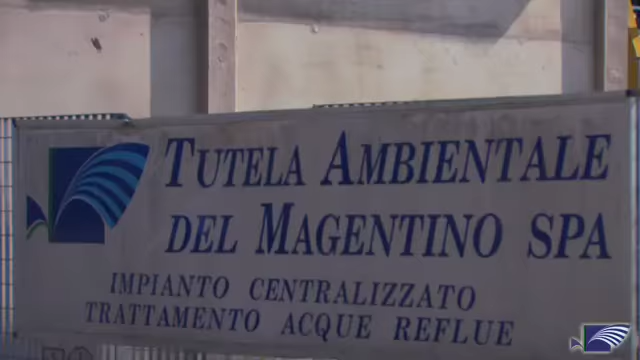 TUTELA AMBIENTALE
DEL MAGENTINO SPA
IMPIANTO CENTRALIZZATO
TRATTAMENTO ACQUE REFLUE